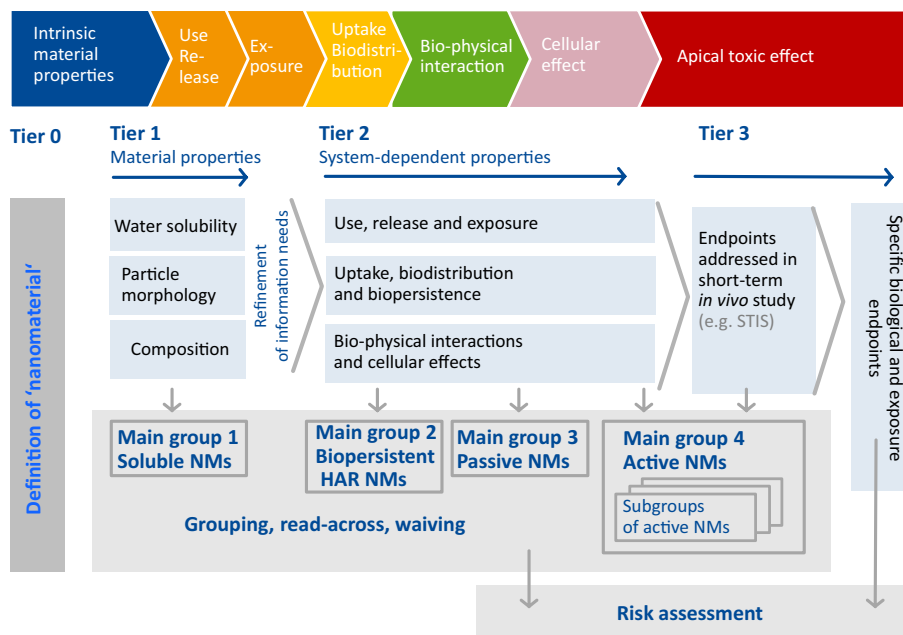 Intrinsic
material
properties
Use
Re-
lease
Ex-
posure
Uptake
Biodistri-
bution
Bio-physical
interaction
Cellular
effect
Apical toxic effect
Tier 0
Tier 1
Material properties
Tier 2
System-dependent properties
Tier 3
Definition of ‘nanomaterial‘
Water solubility
Particle
morphology
Composition
Refinement
of information needs
Use, release and exposure
Uptake, biodistribution
and biopersistence
Bio-physical interactions
and cellular effects
Endpoints
addressed in
short-term
in vivo study
(e.g. STIS)
Specific biological and exposure
endpoints
Main group 1
Soluble NMs
Main group 2
Biopersistent
HAR NMs
Main group 3
Passive NMs
Main group 4
Active NMs
Subgroups
of active NMs
Grouping, read-across, waiving
Risk assessment